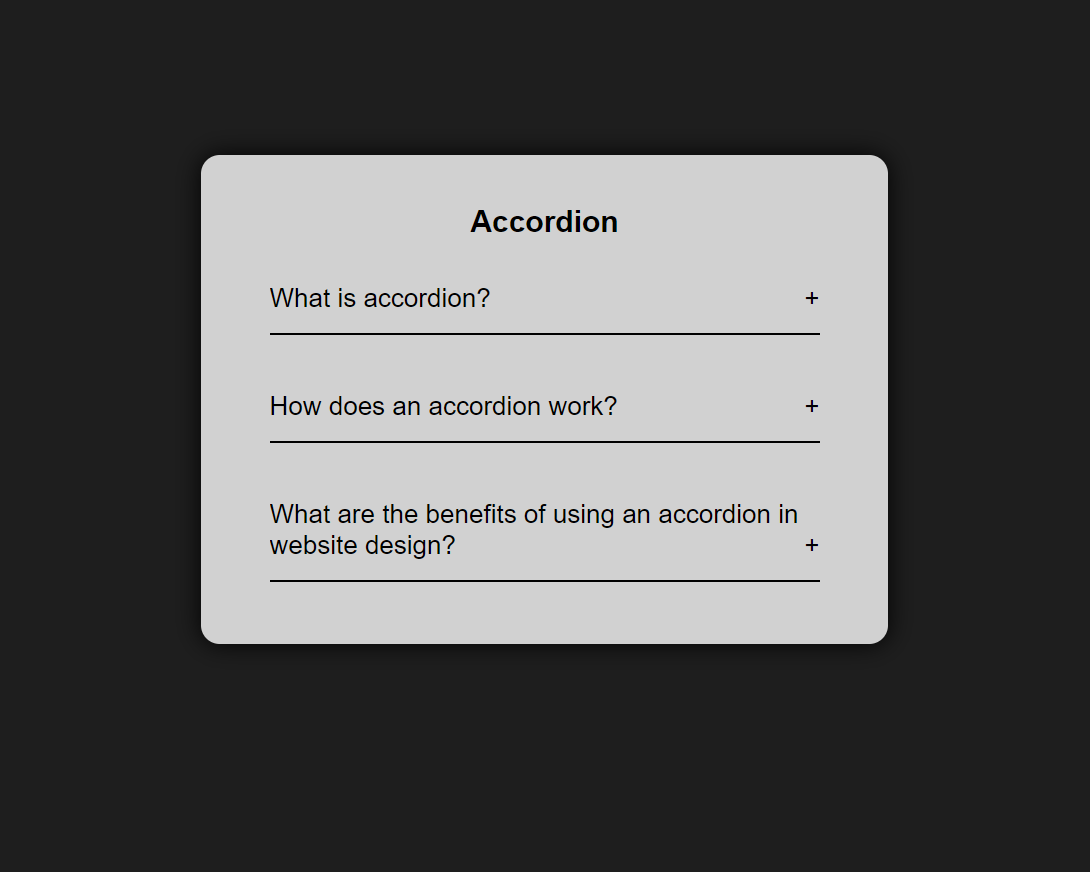 Accordion
What is accordion? +
How does an accordion work? +
What are the benefits of using an accordion in
website design? +